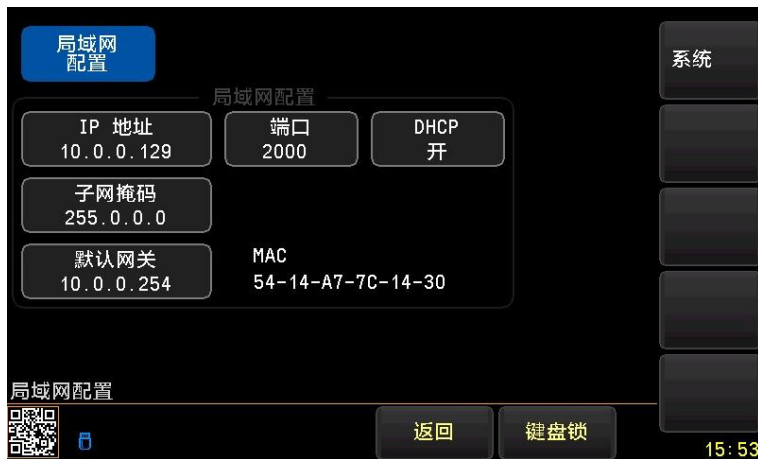 局域网
配置
系统
局域网配置
IP 地址
10.0.0.129
端口
2000
DHCP
开
子网掩码
255.0.0.0
默认网关
10.0.0.254
MAC
54-14-A7-7C-14-30
局域网配置
返回
键盘锁
15:53